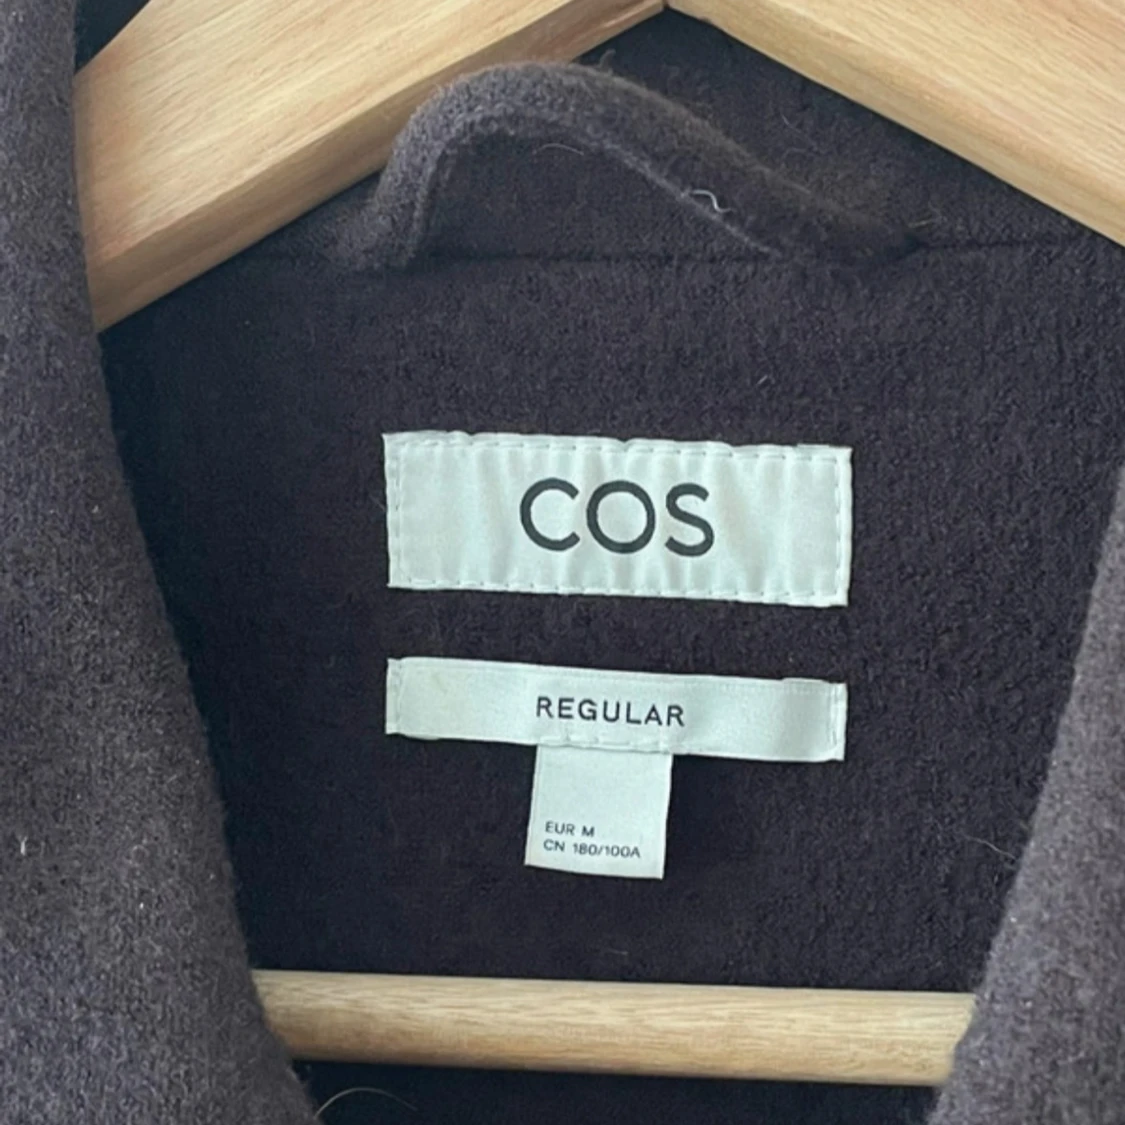 COS
REGULAR
EUR M
CN 180/100A